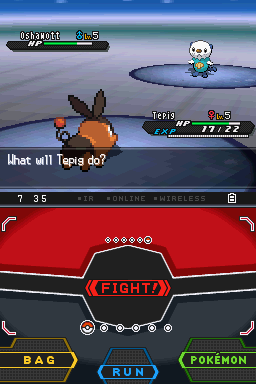 Oshawott ♂ Lv5
HP
Tepig ♀ Lv5
HP
17/22
EXP
What will Tepig do?
7 35 IR ONLINE WIRELESS
FIGHT!
BAG
RUN
POKéMON